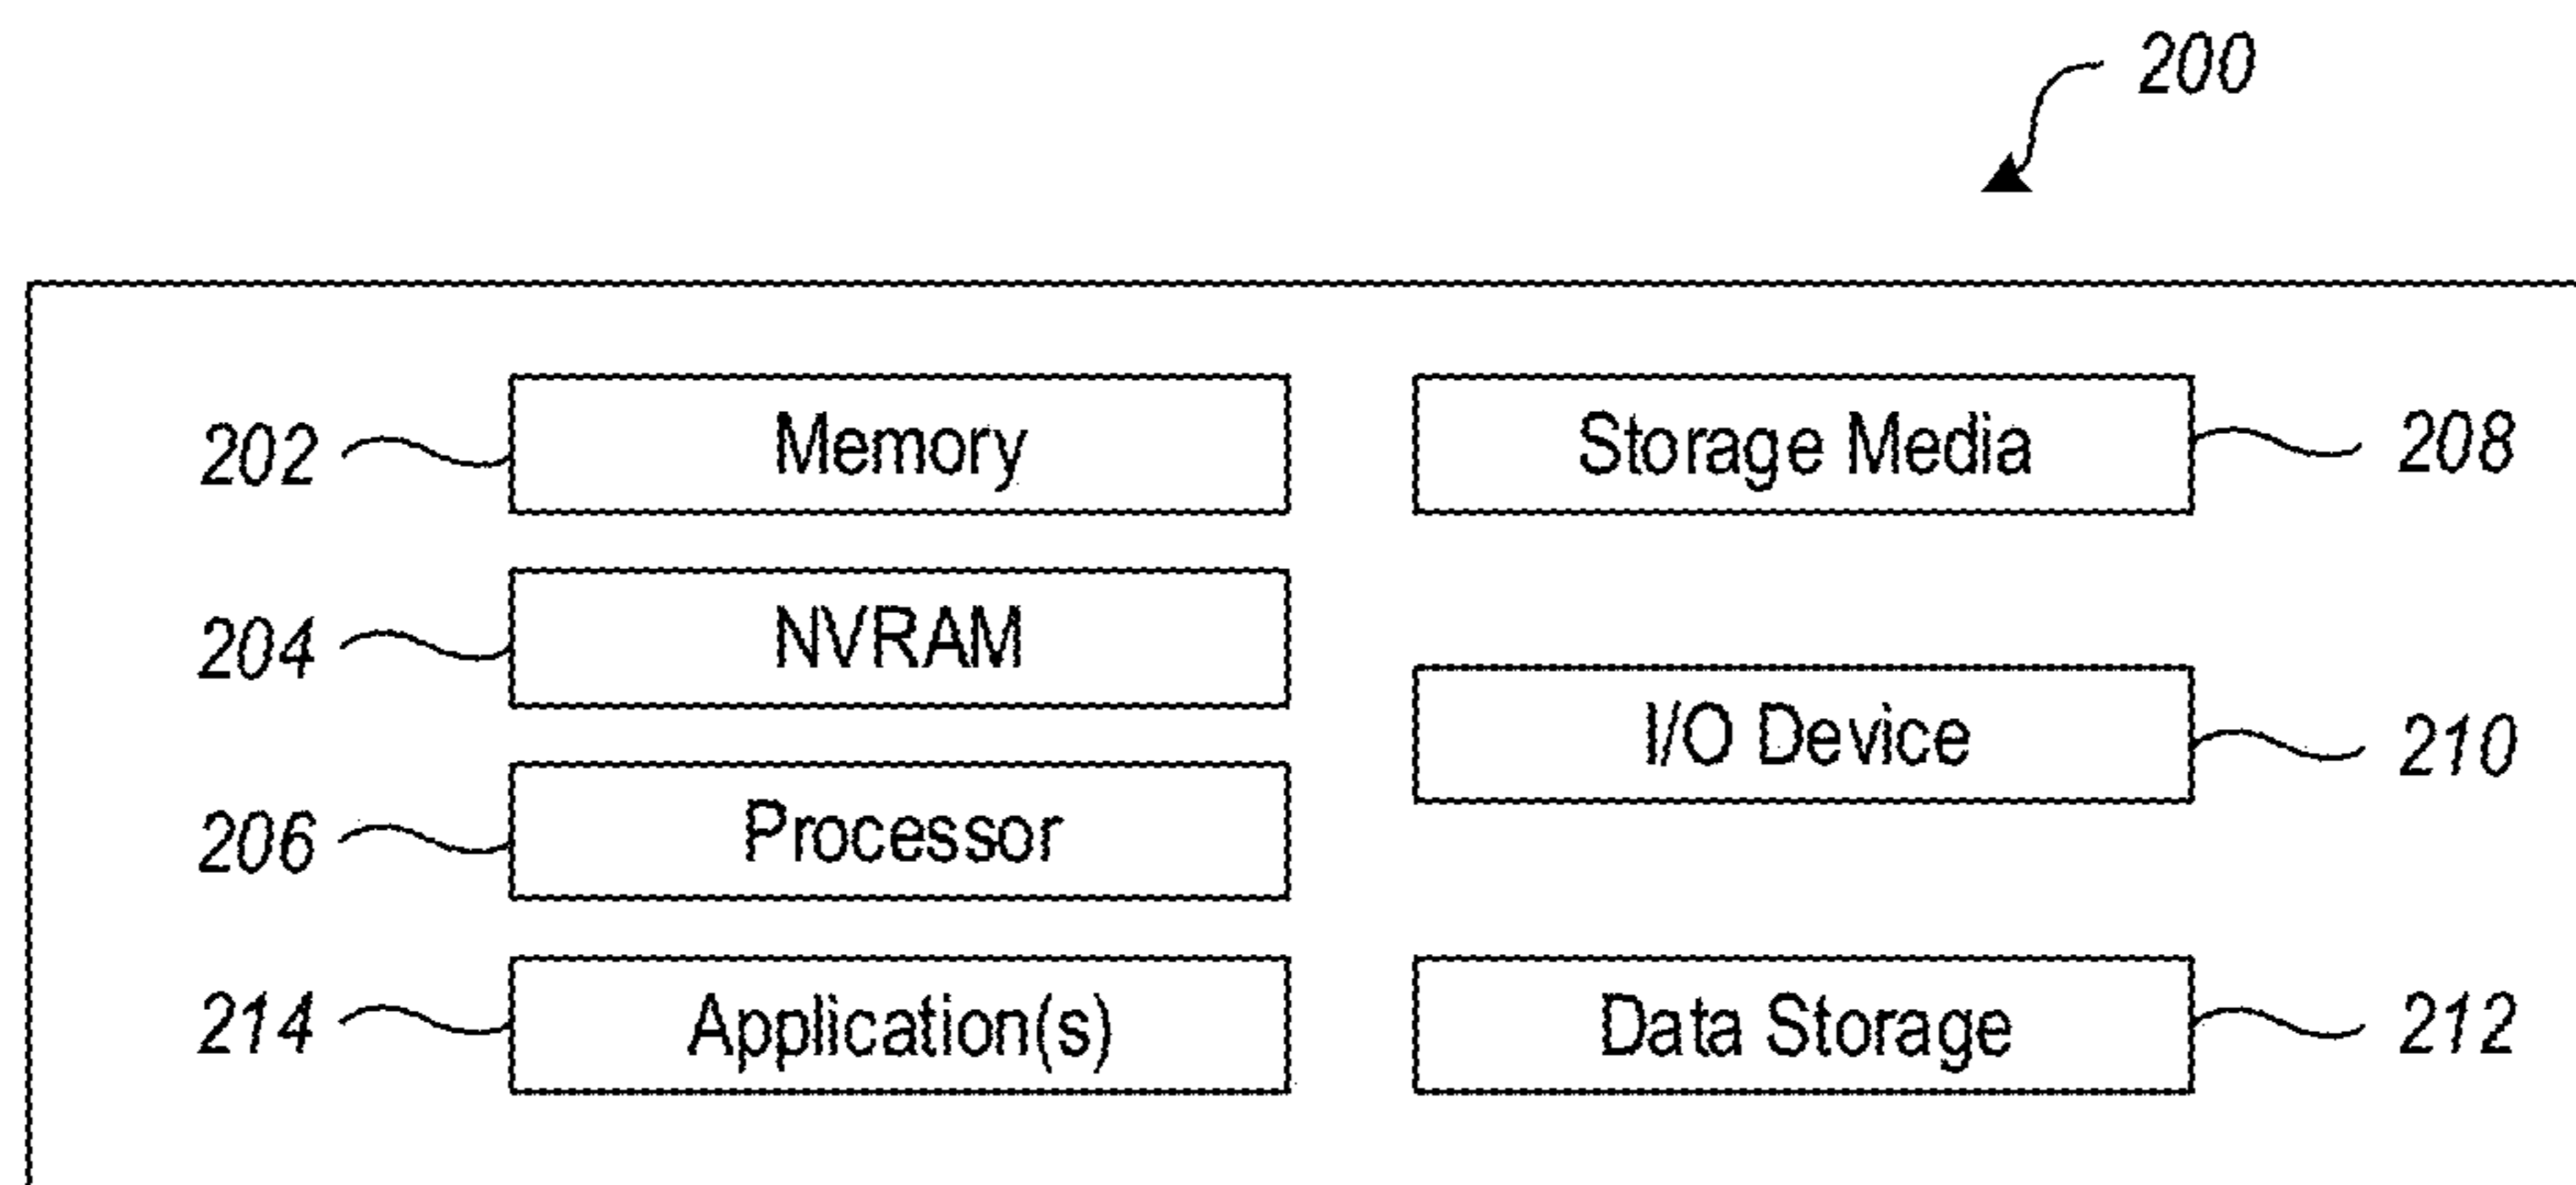 200
202 Memory
Storage Media 208
204 NVRAM
I/O Device 210
206 Processor
214 Application(s)
Data Storage 212